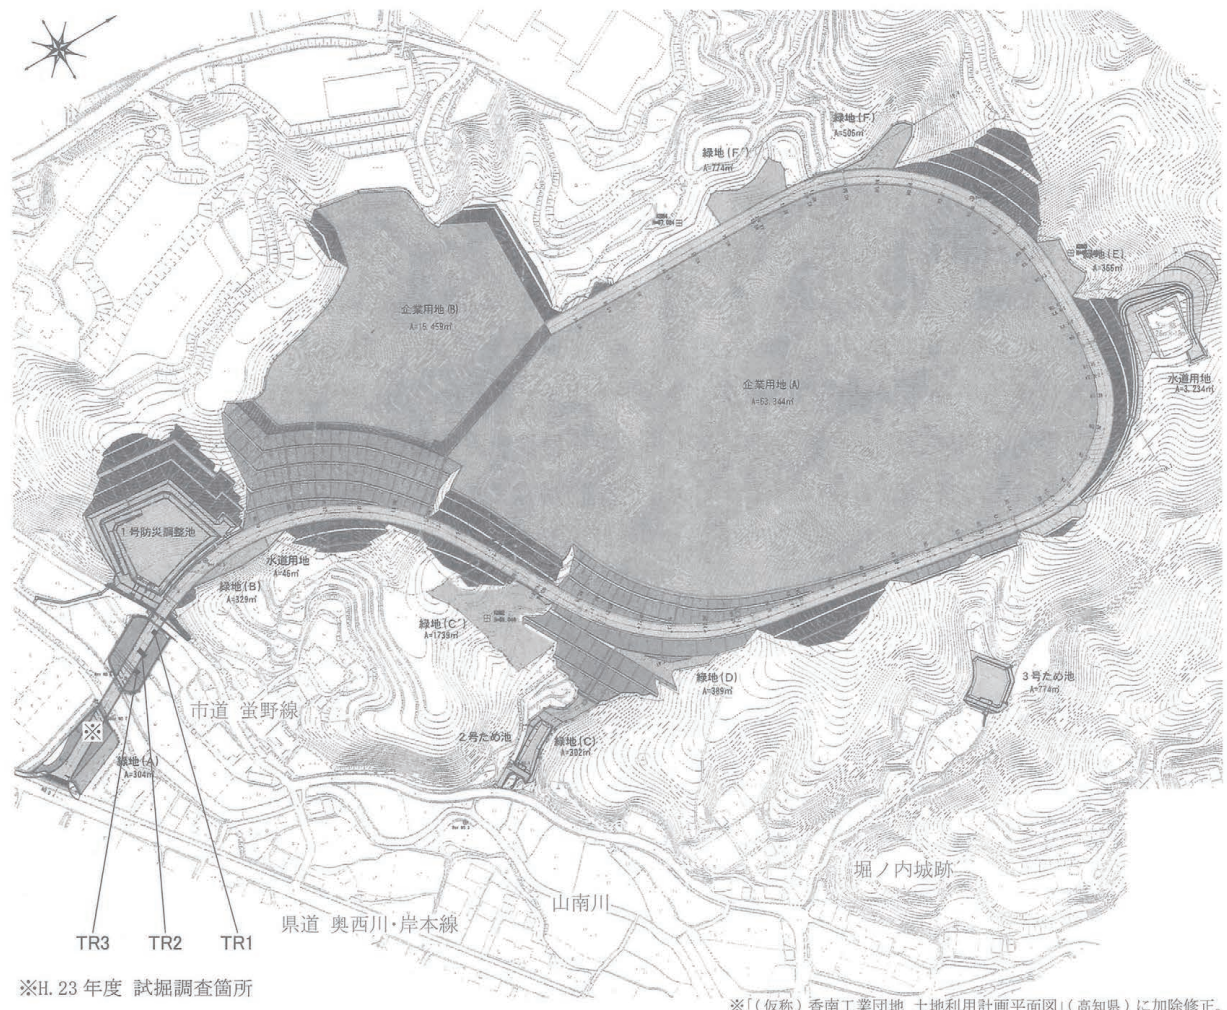 緑地(F)
A=506㎡
緑地(F')
A=774㎡
緑地(E)
A=366㎡
企業用地(B)
A=15,459㎡
水道用地
A=3,234㎡
企業用地(A)
A=63,344㎡
1号防災調整池
水道用地
A=46㎡
緑地(B)
A=329㎡
緑地(C')
A=1739㎡
緑地(D)
A=389㎡
3号ため池
A=774㎡
市道 蛍野線
※
2号ため池
緑地(C)
A=302㎡
緑地(A)
A=304㎡
堀ノ内城跡
山南川
県道 奥西川・岸本線
TR3
TR2
TR1
※H.23年度 試掘調査箇所
※「(仮称)香南工業団地 土地利用計画平面図」(高知県)に加除修正。